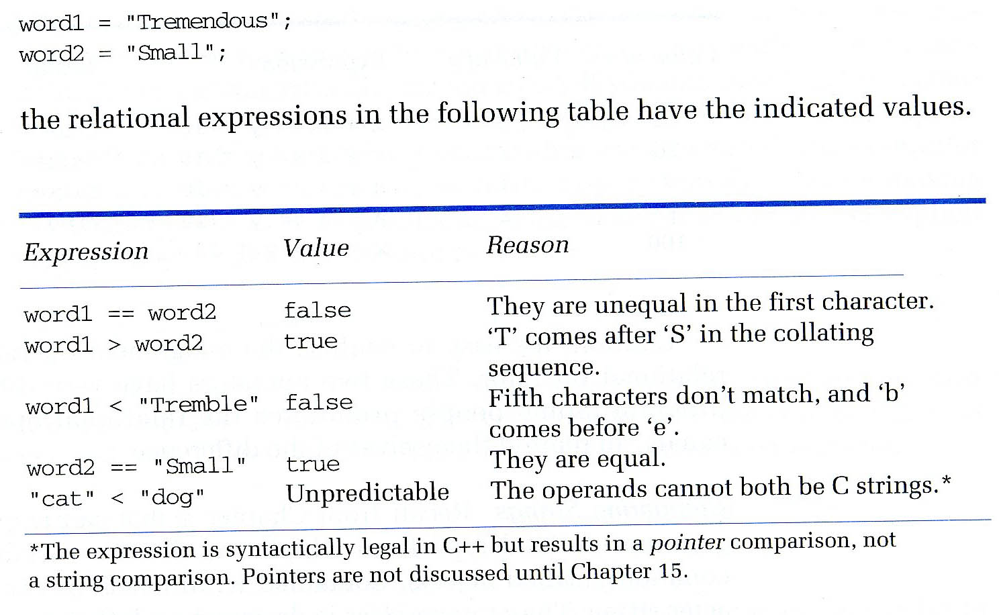 word1 = "Tremendous";
word2 = "Small";
the relational expressions in the following table have the indicated values.
Expression Value Reason
word1 == word2 false They are unequal in the first character.
word1 > word2 true ‘T’ comes after ‘S’ in the collating
sequence.
word1 < "Tremble" false Fifth characters don’t match, and ‘b’
comes before ‘e’.
word2 == "Small" true They are equal.
"cat" < "dog" Unpredictable The operands cannot both be C strings.*
*The expression is syntactically legal in C++ but results in a pointer comparison, not
a string comparison. Pointers are not discussed until Chapter 15.